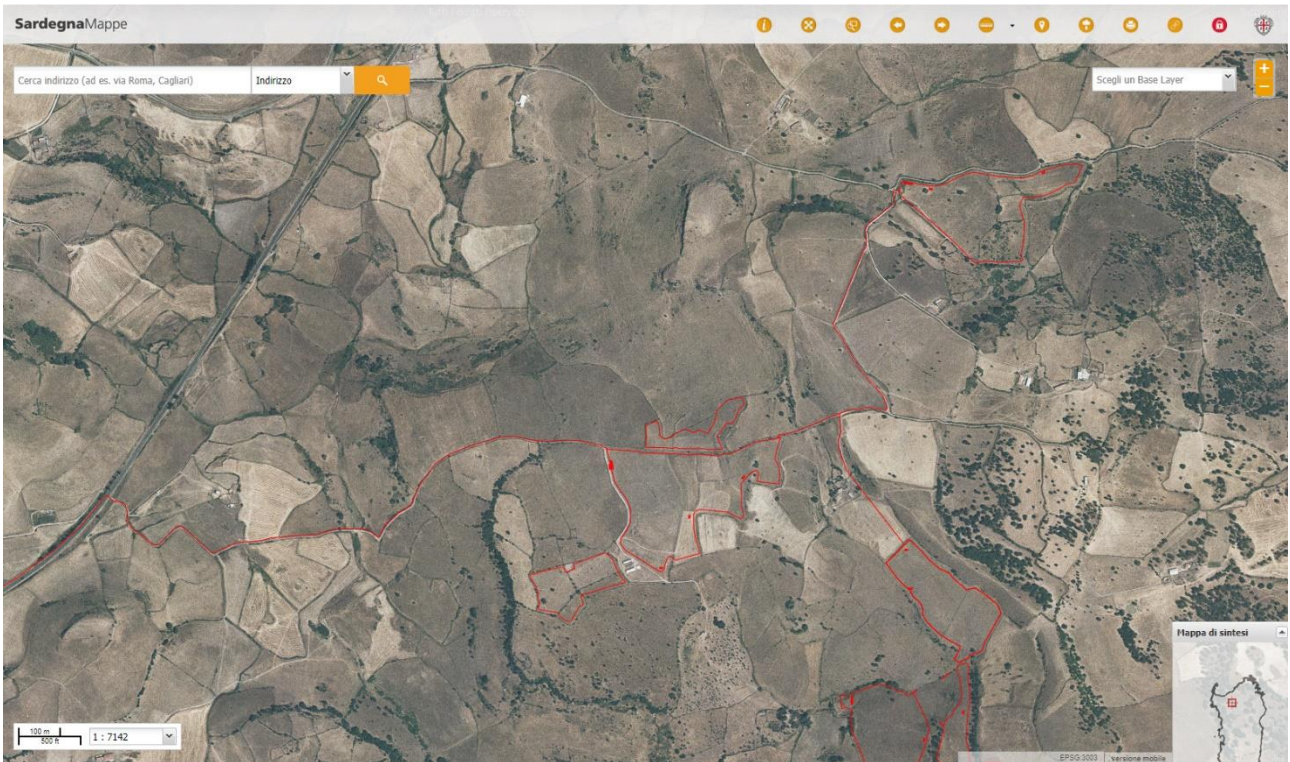 SardegnaMappe
Cerca indirizzo (ad es. via Roma, Cagliari)
Indirizzo
Scegli un Base Layer
+
−
Mappa di sintesi
100 m
500 ft
1 : 7142
EPSG:3003
versione mobile